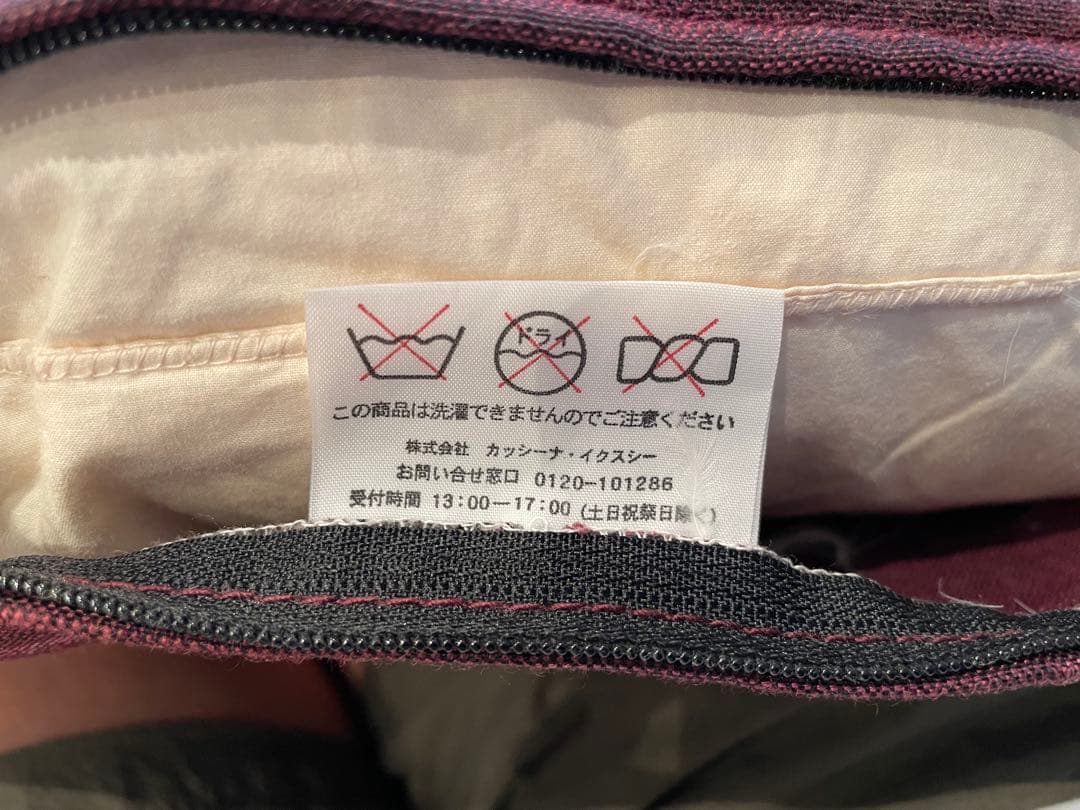 ドライ
この商品は洗濯できませんのでご注意ください
株式会社 カッシーナ・イクスシー
お問い合せ窓口 0120-101286
受付時間 13:00-17:00 (土日祝祭日除く)